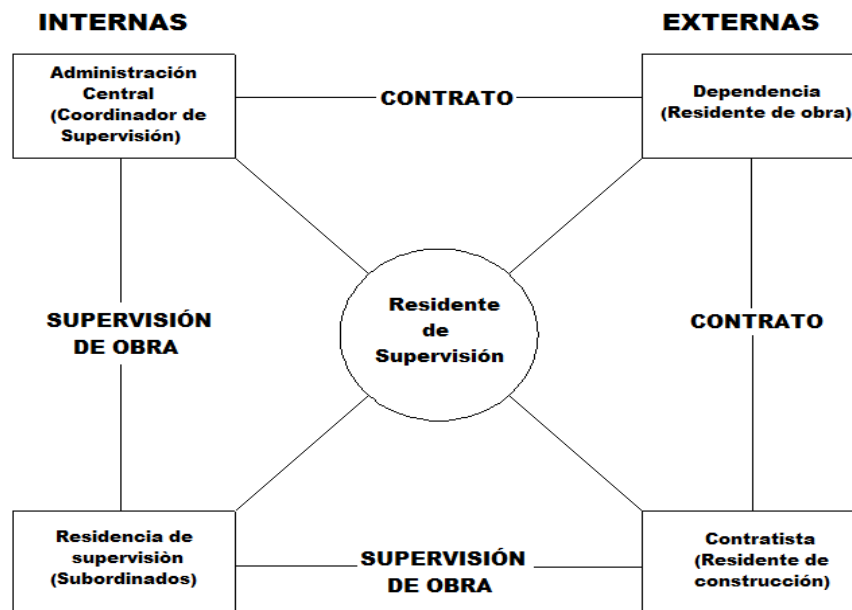 INTERNAS
EXTERNAS
Administración
Central
(Coordinador de
Supervisión)
CONTRATO
Dependencia
(Residente de obra)
SUPERVISIÓN
DE OBRA
Residente
de
Supervisión
CONTRATO
Residencia de
supervisiòn
(Subordinados)
SUPERVISIÓN
DE OBRA
Contratista
(Residente de
construcción)